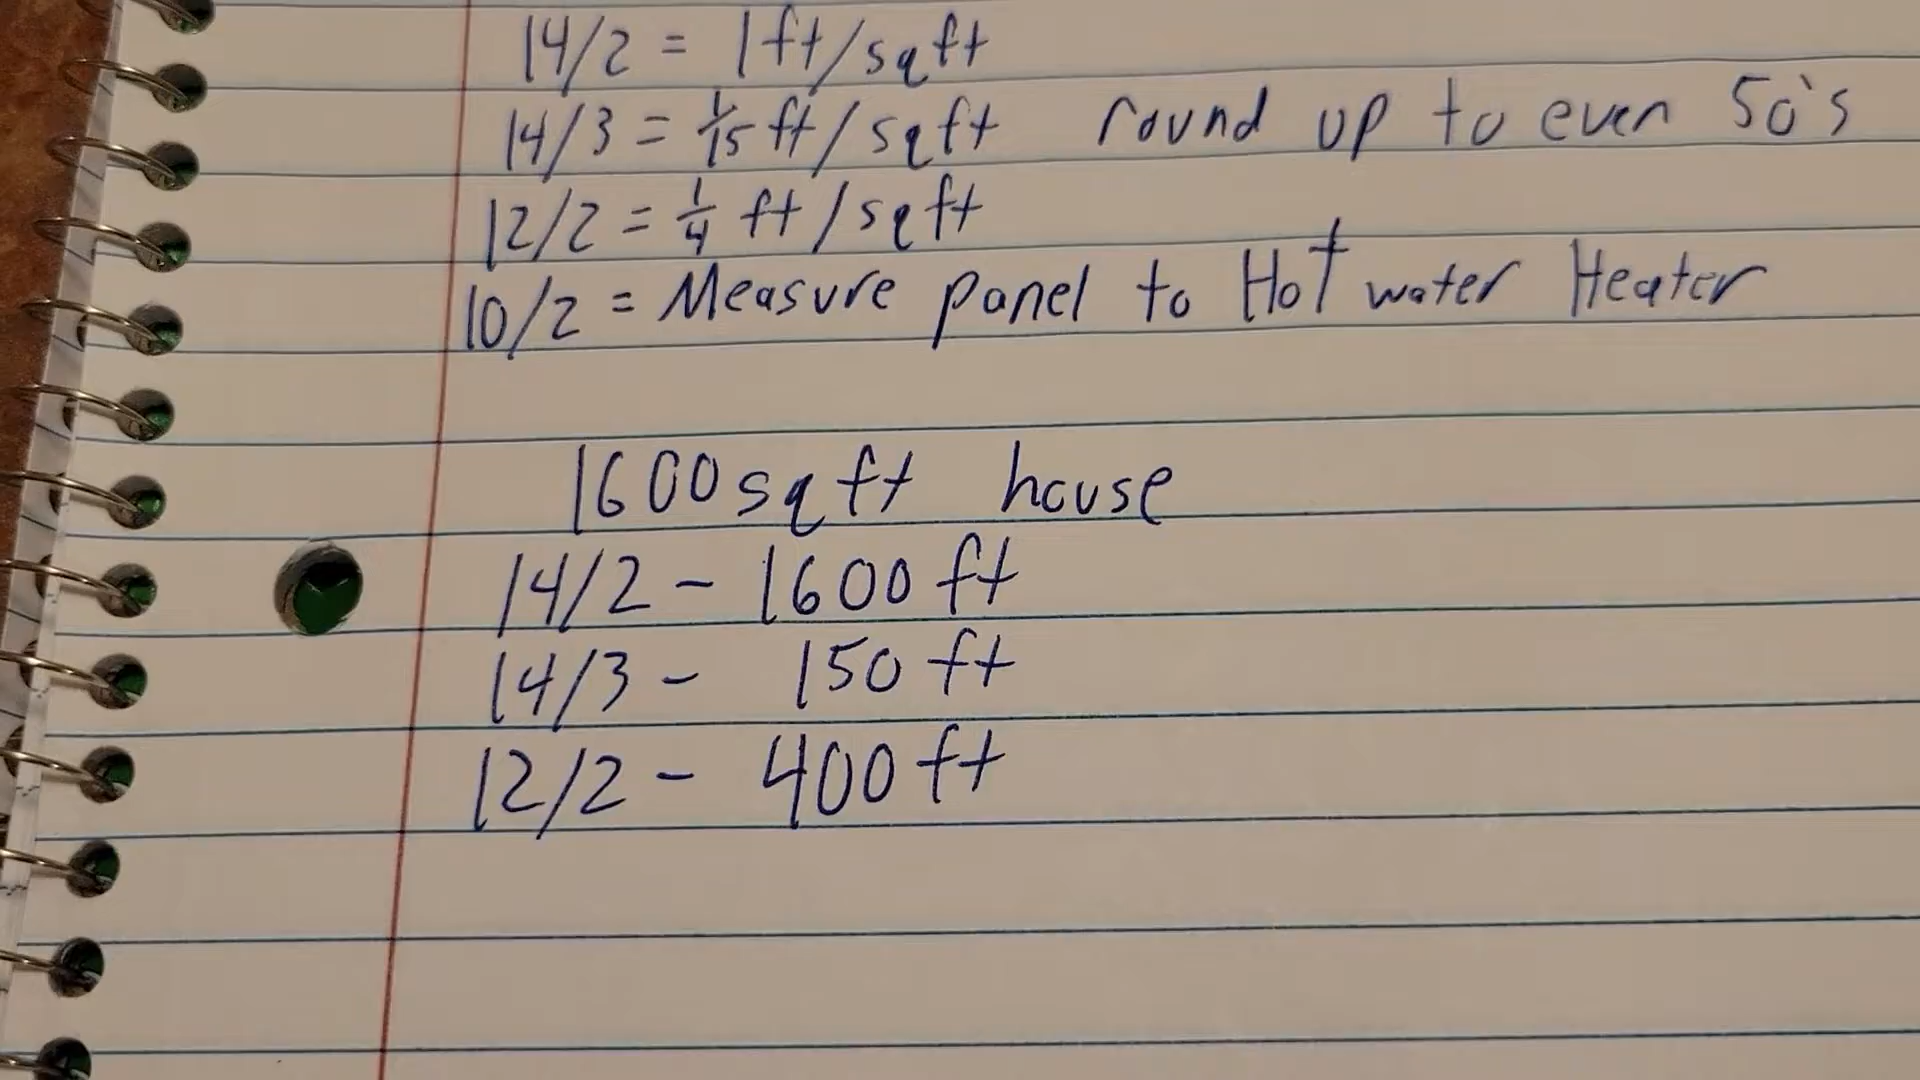 14/2 = 1ft/sqft
14/3 = 1/15 ft/sqft round up to even 50's
12/2 = 1/4 ft/sqft
10/2 = Measure panel to Hot water Heater
1600sqft house
14/2 - 1600ft
14/3 - 150ft
12/2 - 400ft